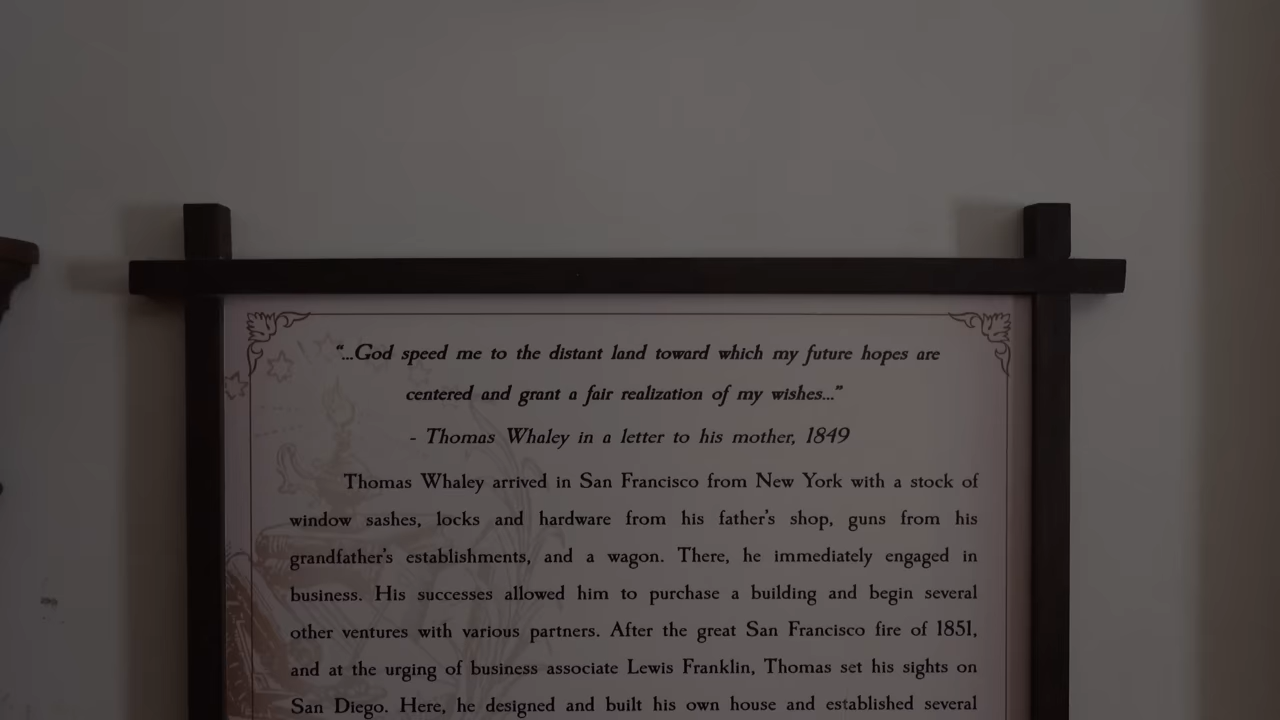 “...God speed me to the distant land toward which my future hopes are
centered and grant a fair realization of my wishes...”
- Thomas Whaley in a letter to his mother, 1849
Thomas Whaley arrived in San Francisco from New York with a stock of
window sashes, locks and hardware from his father's shop, guns from his
grandfather's establishments, and a wagon. There, he immediately engaged in
business. His successes allowed him to purchase a building and begin several
other ventures with various partners. After the great San Francisco fire of 1851,
and at the urging of business associate Lewis Franklin, Thomas set his sights on
San Diego. Here, he designed and built his own house and established several